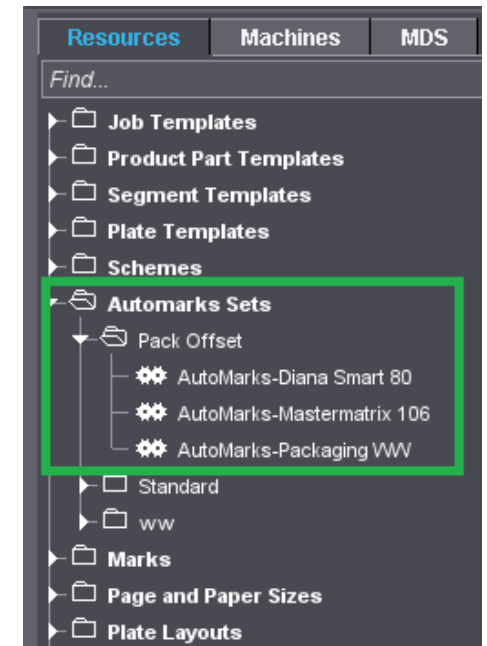 Resources Machines MDS
Find...
Job Templates
Product Part Templates
Segment Templates
Plate Templates
Schemes
Automarks Sets
Pack Offset
AutoMarks-Diana Smart 80
AutoMarks-Mastermatrix 106
AutoMarks-Packaging WW
Standard
ww
Marks
Page and Paper Sizes
Plate Layouts